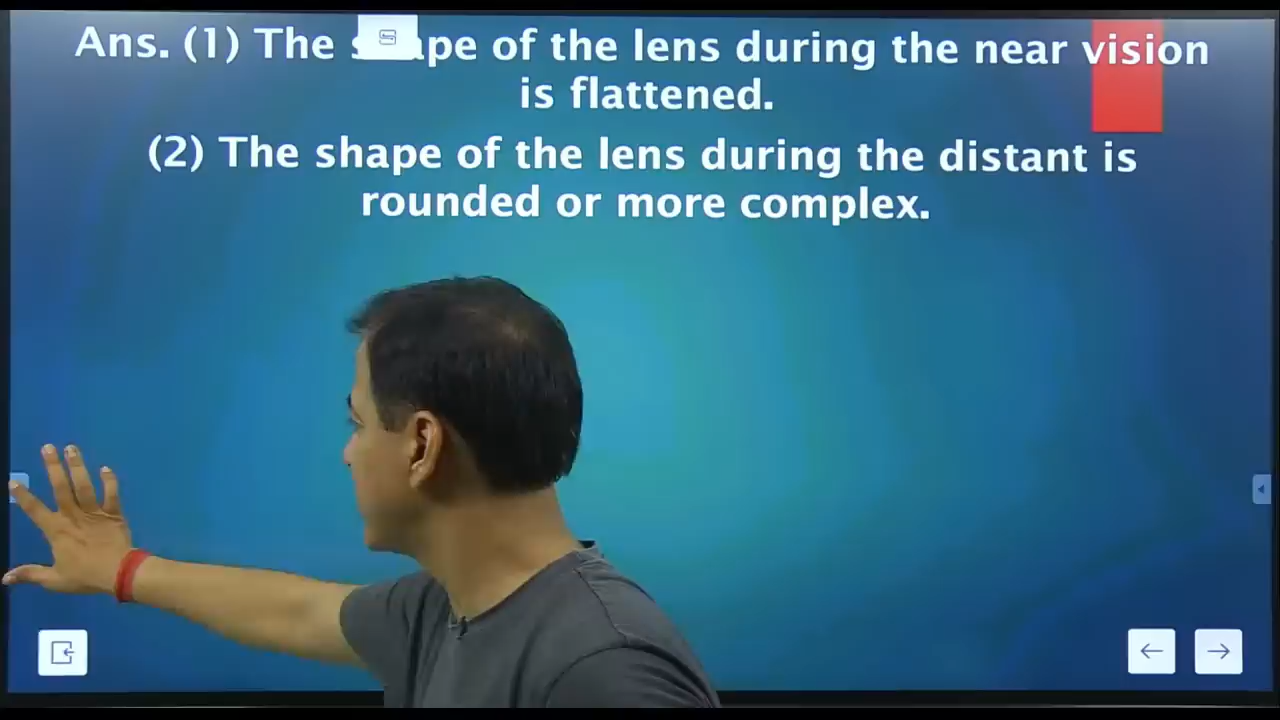 Ans. (1) The of the lens during the near vision
is flattened.
(2) The shape of the lens during the distant is
rounded or more complex.